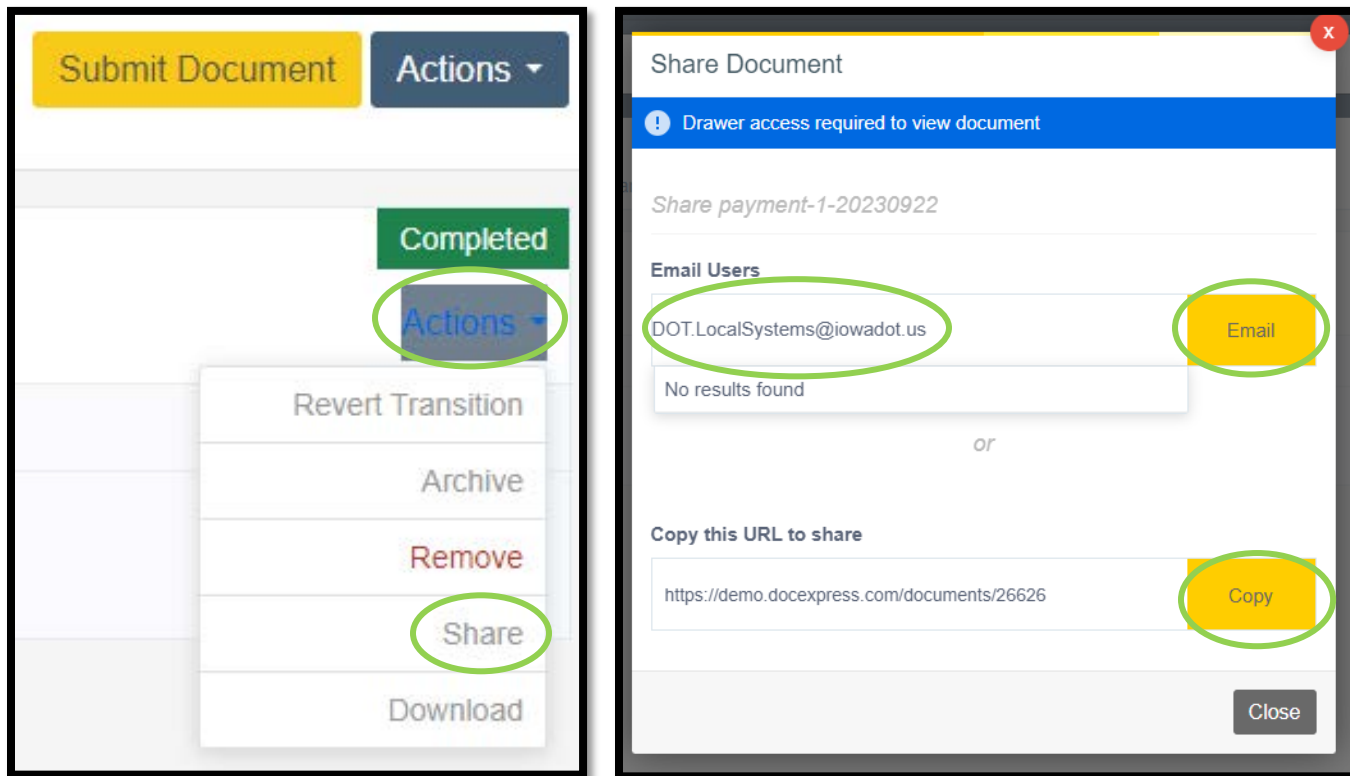 Submit Document
Actions
Completed
Actions
Revert Transition
Archive
Remove
Share
Download
X
Share Document
! Drawer access required to view document
Share payment-1-20230922
Email Users
DOT.LocalSystems@iowadot.us
Email
No results found
or
Copy this URL to share
https://demo.docexpress.com/documents/26626
Copy
Close